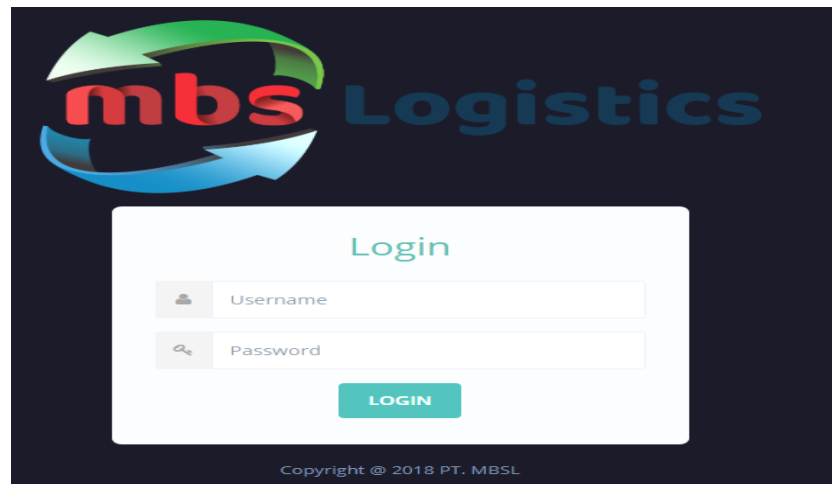 mbs Logistics
Login
Username
Password
LOGIN
Copyright @ 2018 PT. MBSL